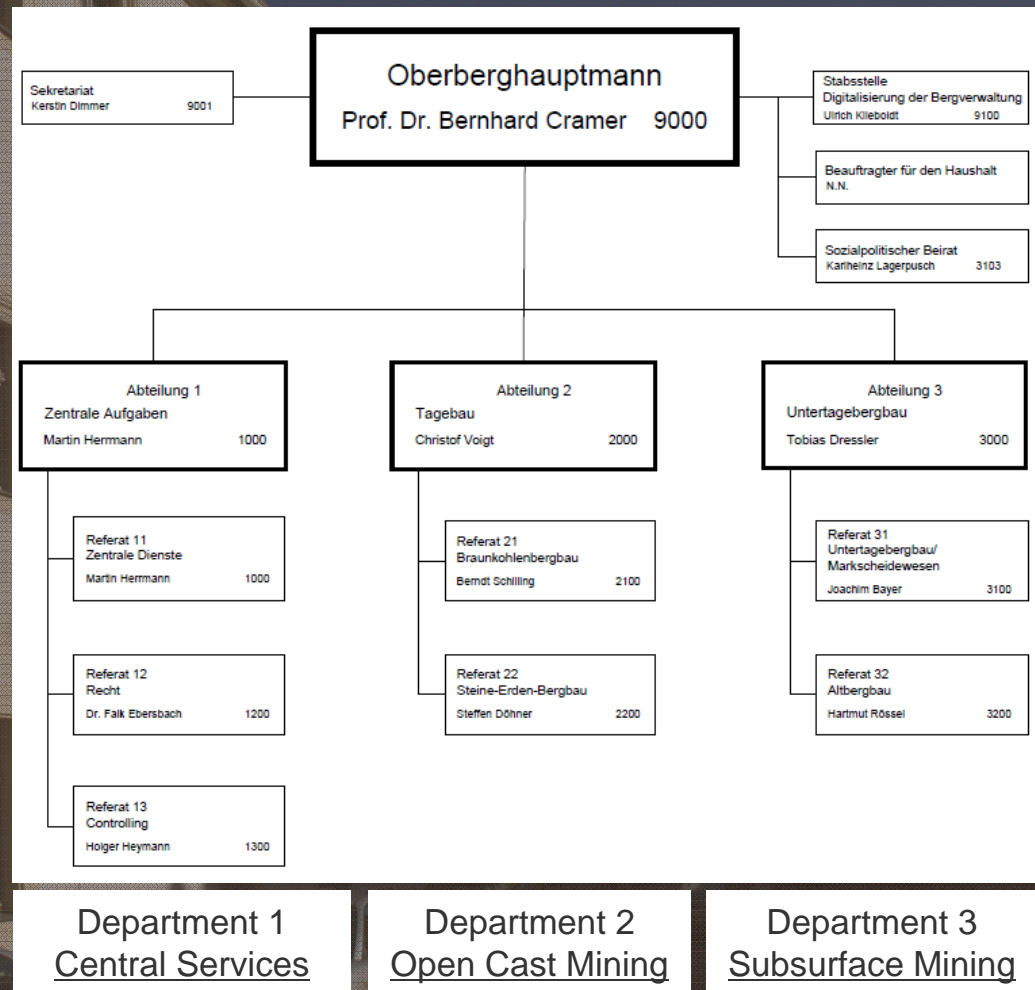 Oberberghauptmann
Prof. Dr. Bernhard Cramer 9000
Sekretariat
Kerstin Dimmer 9001
Stabsstelle
Digitalisierung der Bergverwaltung
Ulrich Klieboldt 9100
Beauftragter für den Haushalt
N.N.
Sozialpolitischer Beirat
Karlheinz Lagerpusch 3103
Abteilung 1
Zentrale Aufgaben
Martin Herrmann 1000
Referat 11
Zentrale Dienste
Martin Herrmann 1000
Referat 12
Recht
Dr. Falk Ebersbach 1200
Referat 13
Controlling
Holger Heymann 1300
Abteilung 2
Tagebau
Christof Voigt 2000
Referat 21
Braunkohlenbergbau
Berndt Schilling 2100
Referat 22
Steine-Erden-Bergbau
Steffen Döhner 2200
Abteilung 3
Untertagebergbau
Tobias Dressler 3000
Referat 31
Untertagebergbau/
Markscheidewesen
Joachim Bayer 3100
Referat 32
Altbergbau
Hartmut Rössel 3200
Department 1
Central Services
Department 2
Open Cast Mining
Department 3
Subsurface Mining